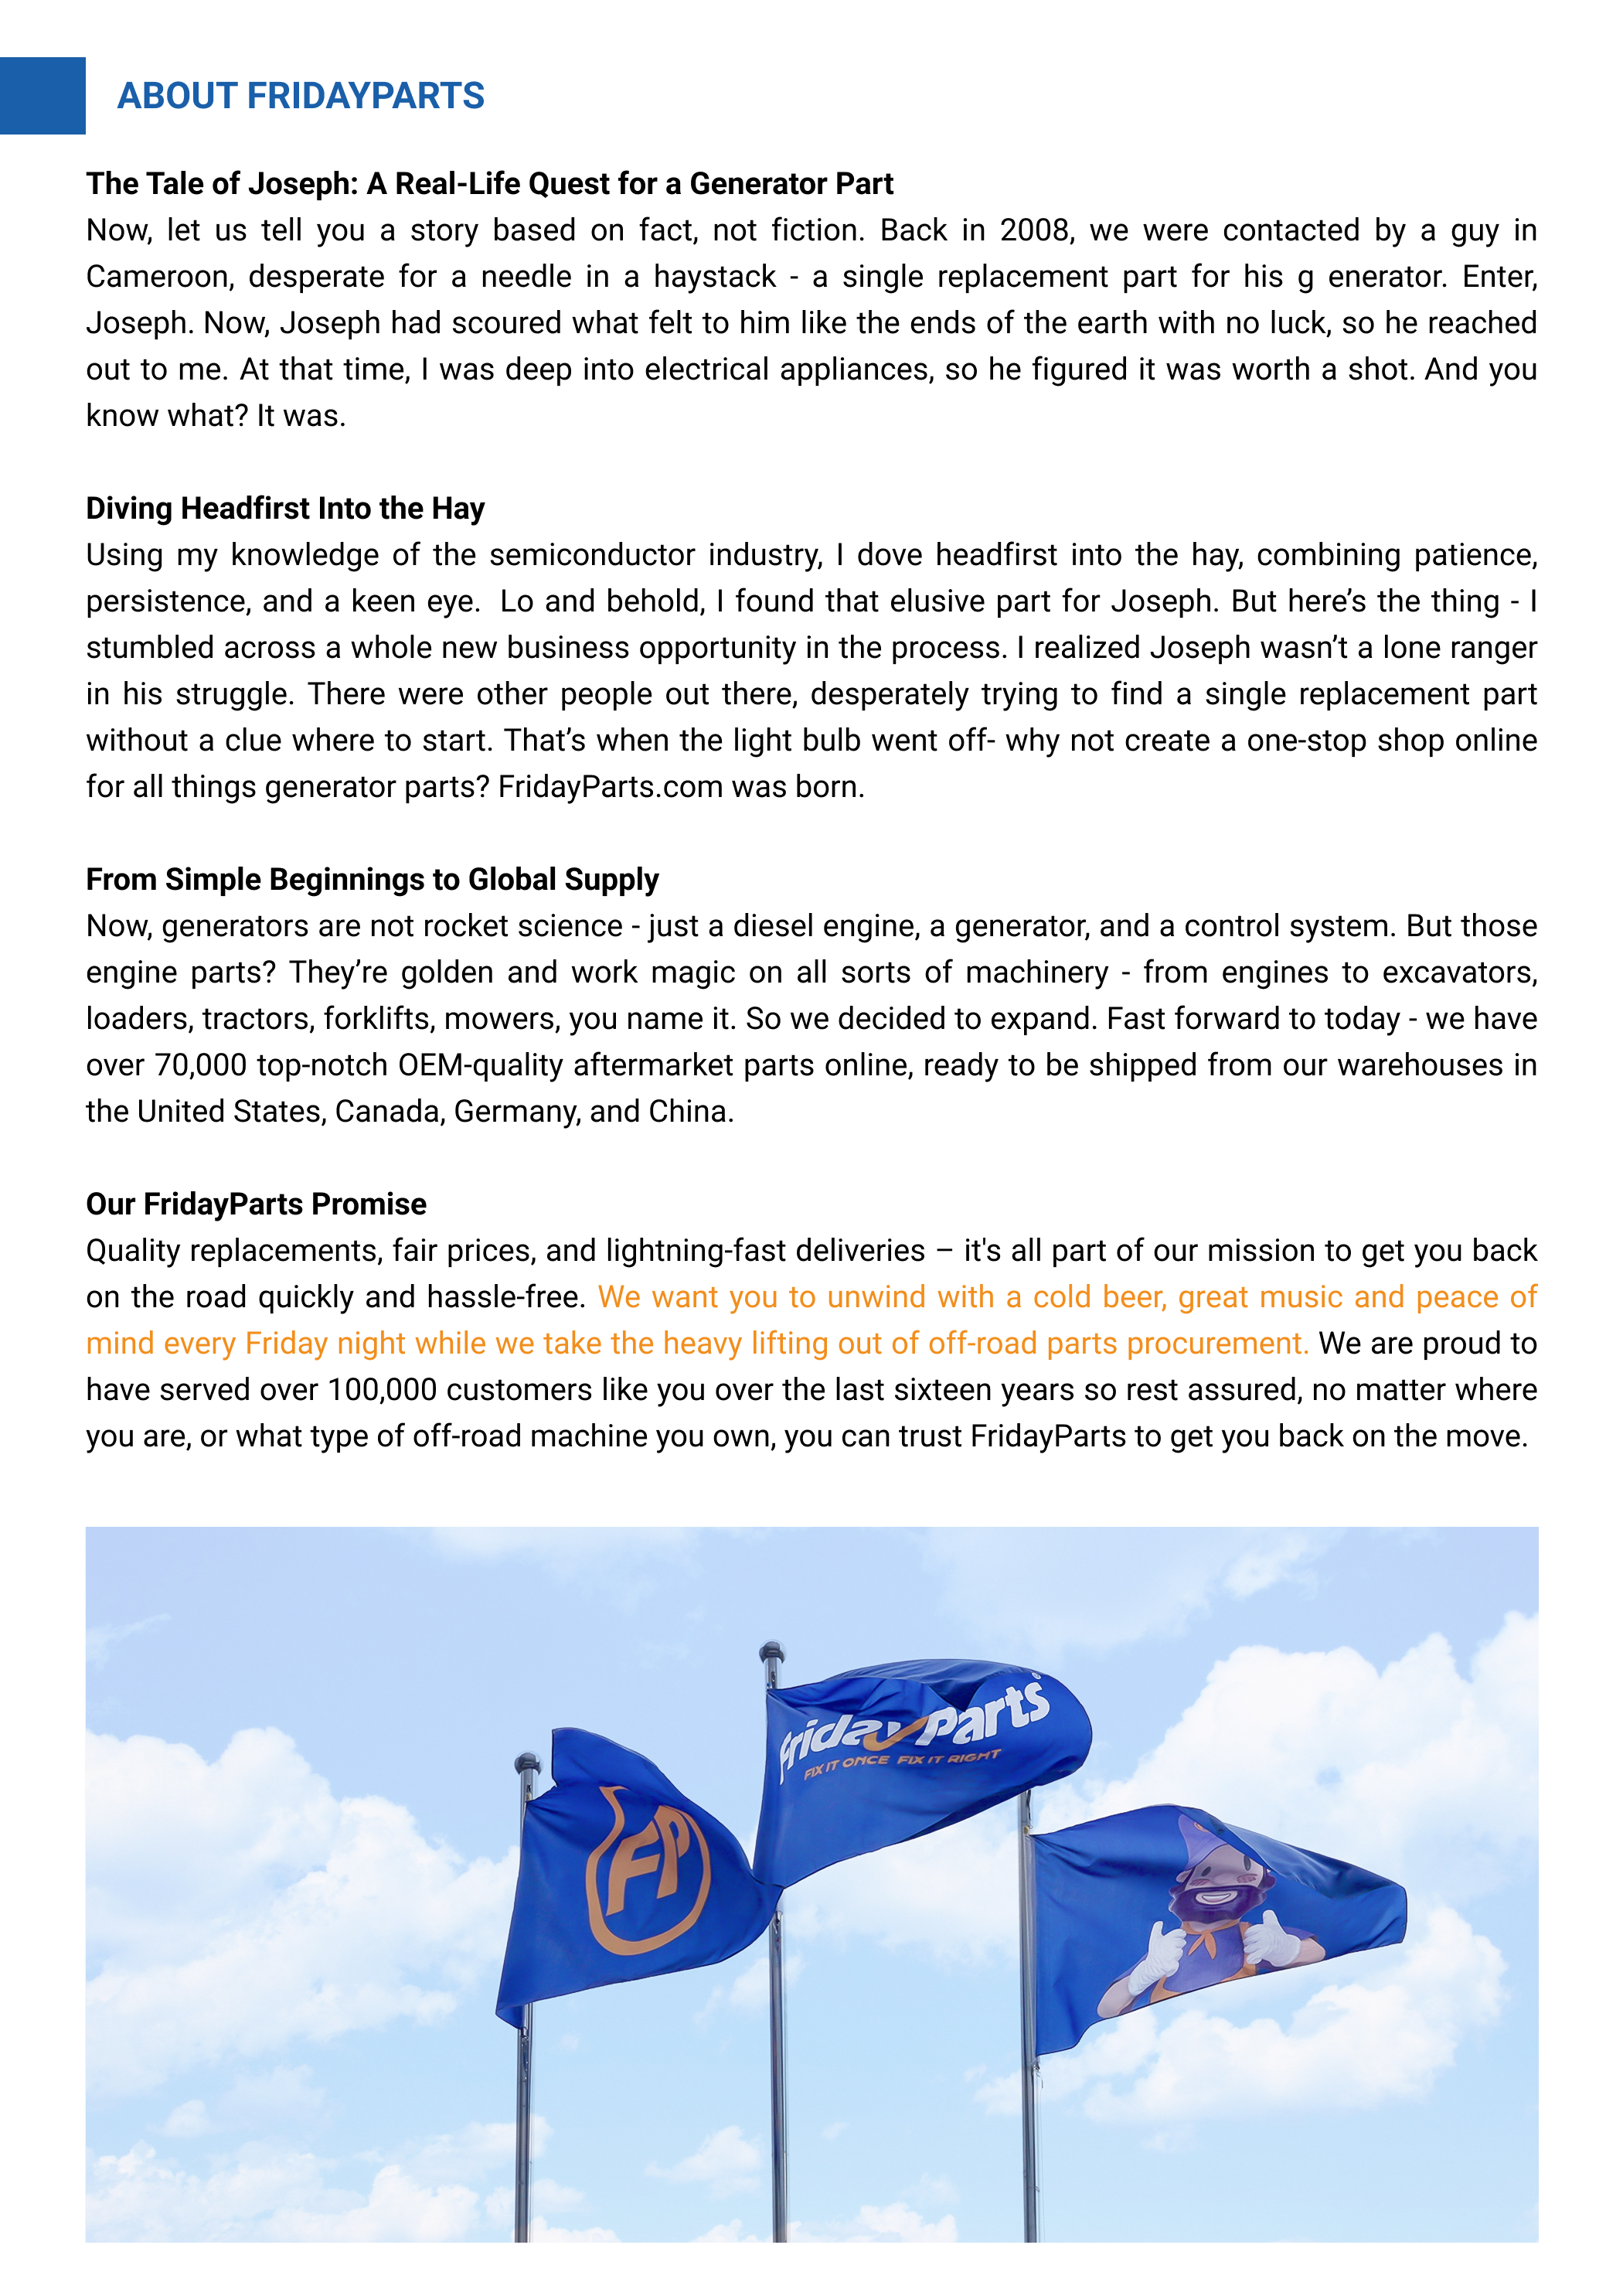 ABOUT FRIDAYPARTS
The Tale of Joseph: A Real-Life Quest for a Generator Part
Now, let us tell you a story based on fact, not fiction. Back in 2008, we were contacted by a guy in
Cameroon, desperate for a needle in a haystack - a single replacement part for his g enerator. Enter,
Joseph. Now, Joseph had scoured what felt to him like the ends of the earth with no luck, so he reached
out to me. At that time, I was deep into electrical appliances, so he figured it was worth a shot. And you
know what? It was.
Diving Headfirst Into the Hay
Using my knowledge of the semiconductor industry, I dove headfirst into the hay, combining patience,
persistence, and a keen eye.  Lo and behold, I found that elusive part for Joseph. But here’s the thing - I
stumbled across a whole new business opportunity in the process. I realized Joseph wasn’t a lone ranger
in his struggle. There were other people out there, desperately trying to find a single replacement part
without a clue where to start. That’s when the light bulb went off- why not create a one-stop shop online
for all things generator parts? FridayParts.com was born.
From Simple Beginnings to Global Supply
Now, generators are not rocket science - just a diesel engine, a generator, and a control system. But those
engine parts? They’re golden and work magic on all sorts of machinery - from engines to excavators,
loaders, tractors, forklifts, mowers, you name it. So we decided to expand. Fast forward to today - we have
over 70,000 top-notch OEM-quality aftermarket parts online, ready to be shipped from our warehouses in
the United States, Canada, Germany, and China.
Our FridayParts Promise
Quality replacements, fair prices, and lightning-fast deliveries – it's all part of our mission to get you back
on the road quickly and hassle-free. We want you to unwind with a cold beer, great music and peace of
mind every Friday night while we take the heavy lifting out of off-road parts procurement. We are proud to
have served over 100,000 customers like you over the last sixteen years so rest assured, no matter where
you are, or what type of off-road machine you own, you can trust FridayParts to get you back on the move.
Friday Parts®
FIX IT ONCE FIX IT RIGHT
FP